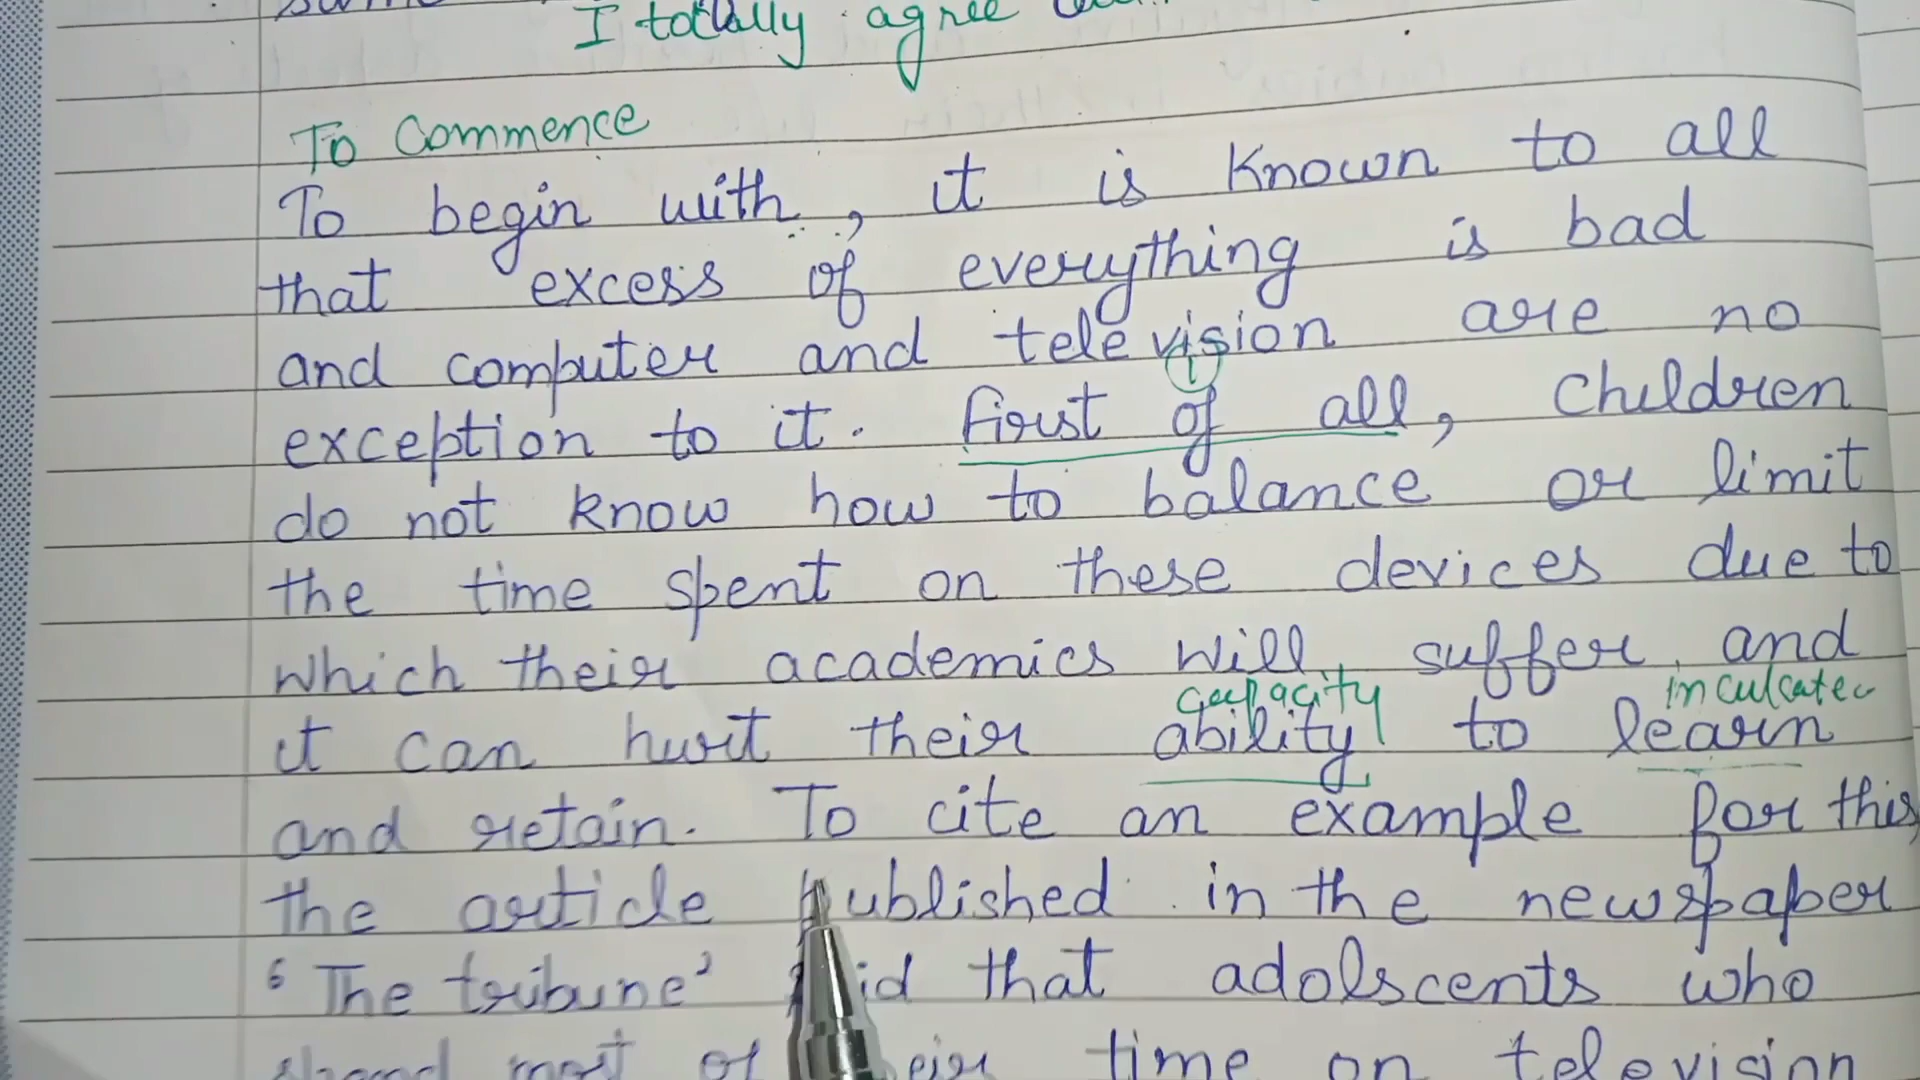 I totally agree
To Commence
To begin with, it is known to all
that excess of everything is bad
and computer and television are no
1
exception to it. First of all, children
do not know how to balance or limit
the time spent on these devices due to
which their academics will suffer and
capacity inculcate
it can hurt their ability to learn
and retain. To cite an example for this,
the article published in the newspaper
'The tribune' that adolscents who
most of time on television